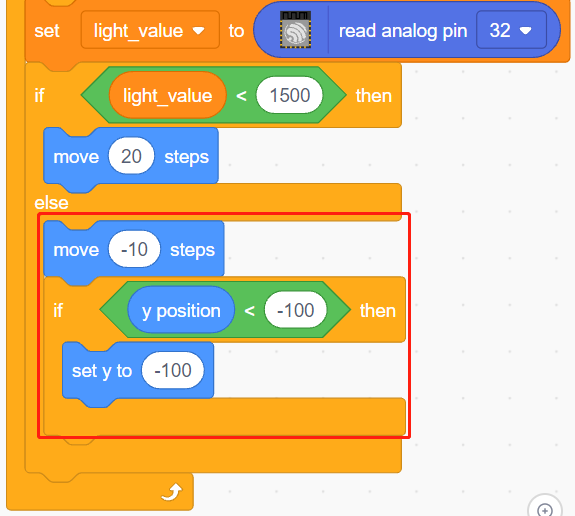 set light_value to read analog pin 32
if light_value < 1500 then
move 20 steps
else
move -10 steps
if y position < -100 then
set y to -100